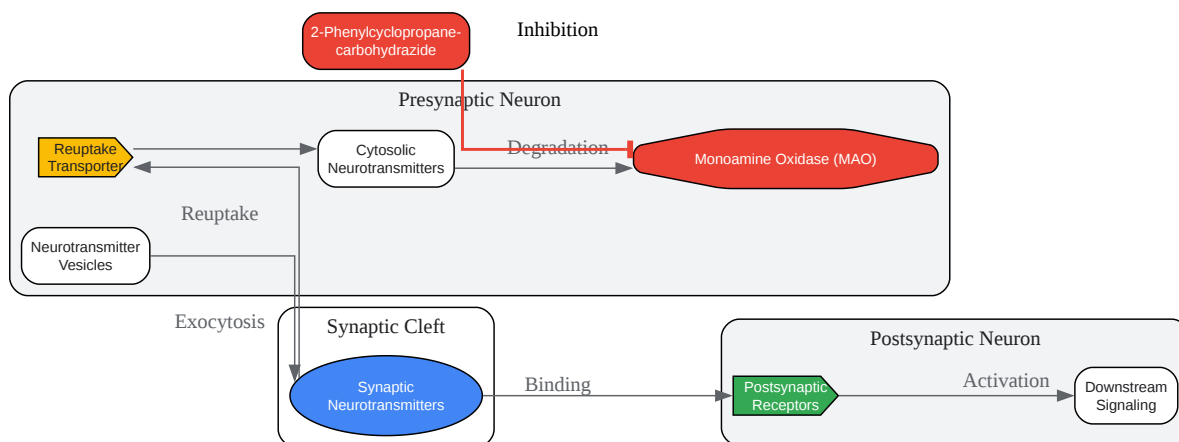 2-Phenylcyclopropane-
carbohydrazide
Inhibition
Presynaptic Neuron
Reuptake
Transporter
Cytosolic
Neurotransmitters
Degradation
Monoamine Oxidase (MAO)
Reuptake
Neurotransmitter
Vesicles
Exocytosis
Synaptic Cleft
Synaptic
Neurotransmitters
Binding
Postsynaptic Neuron
Postsynaptic
Receptors
Activation
Downstream
Signaling